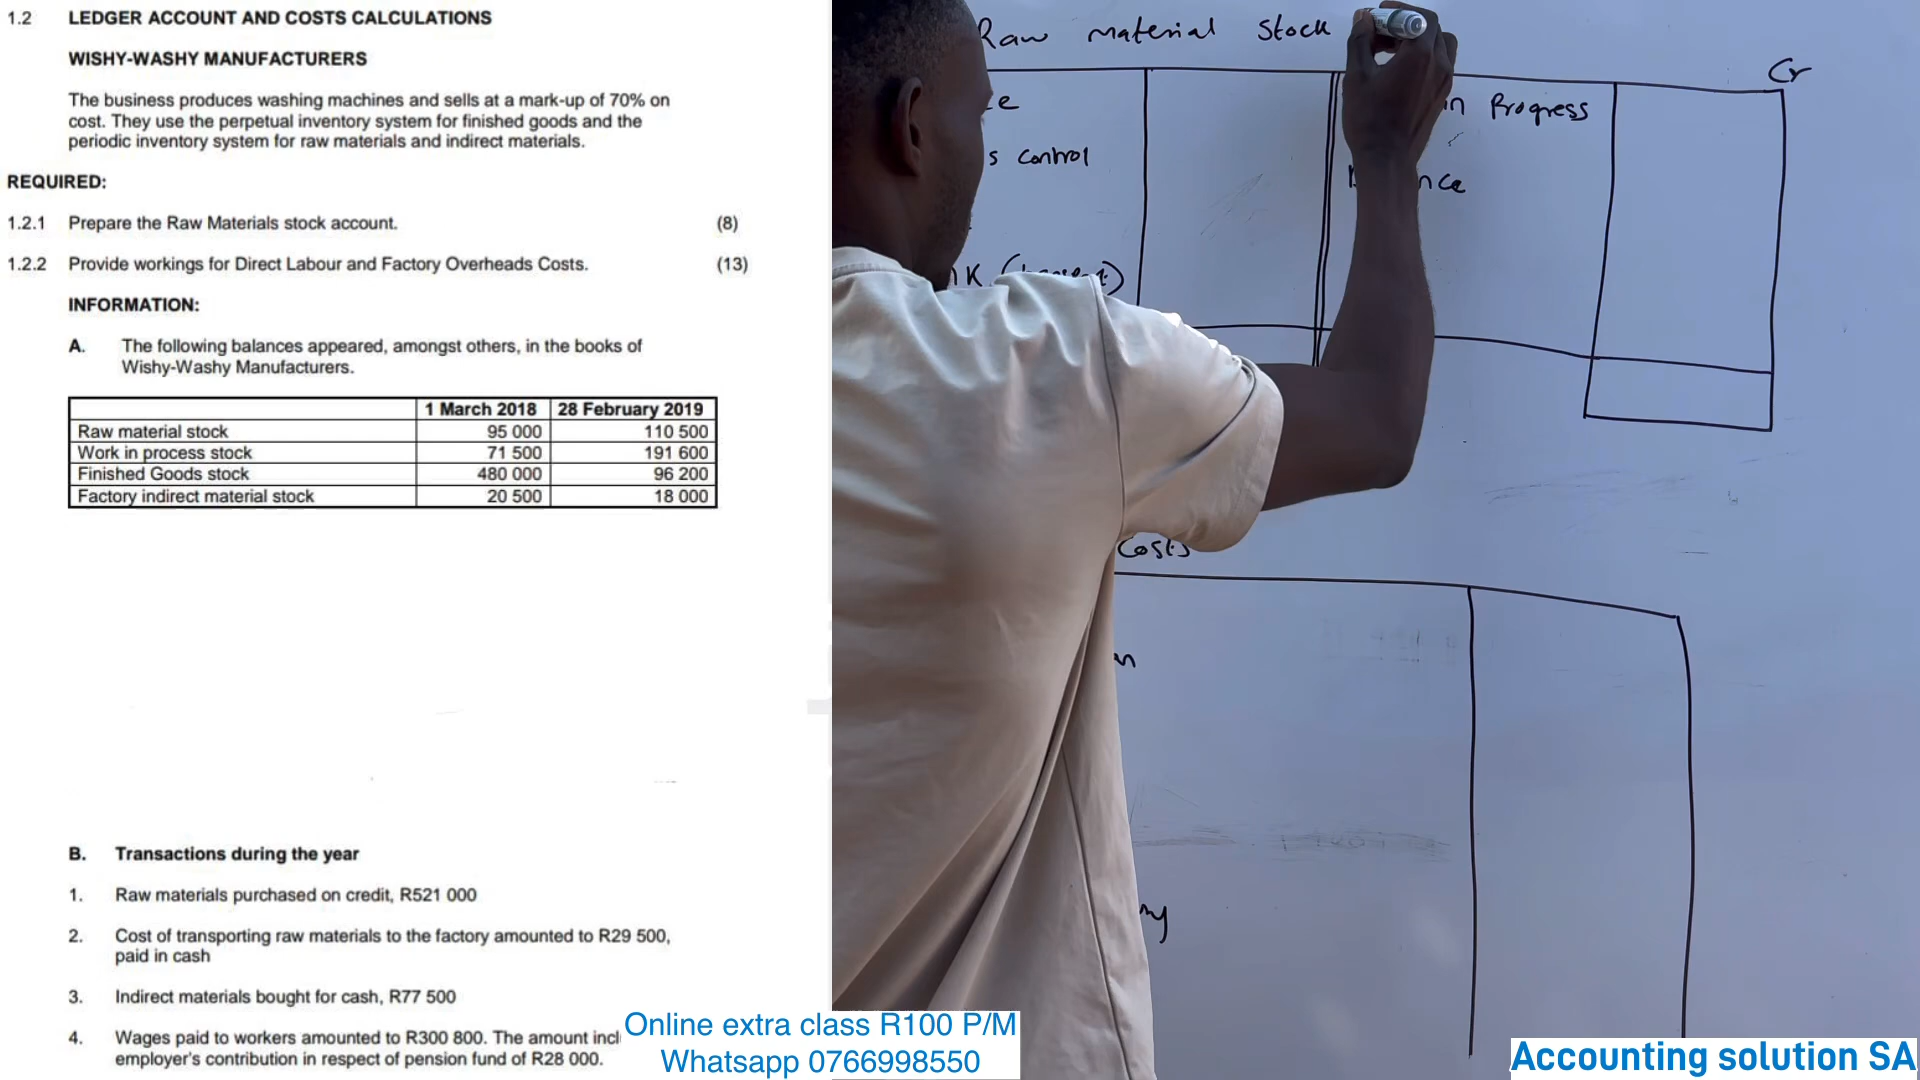 1.2 LEDGER ACCOUNT AND COSTS CALCULATIONS
WISHY-WASHY MANUFACTURERS
The business produces washing machines and sells at a mark-up of 70% on
cost. They use the perpetual inventory system for finished goods and the
periodic inventory system for raw materials and indirect materials.
REQUIRED:
1.2.1 Prepare the Raw Materials stock account. (8)
1.2.2 Provide workings for Direct Labour and Factory Overheads Costs. (13)
INFORMATION:
A. The following balances appeared, amongst others, in the books of
Wishy-Washy Manufacturers.
1 March 2018 28 February 2019
Raw material stock 95 000 110 500
Work in process stock 71 500 191 600
Finished Goods stock 480 000 96 200
Factory indirect material stock 20 500 18 000
B. Transactions during the year
1. Raw materials purchased on credit, R521 000
2. Cost of transporting raw materials to the factory amounted to R29 500,
paid in cash
3. Indirect materials bought for cash, R77 500
4. Wages paid to workers amounted to R300 800. The amount incl
employer's contribution in respect of pension fund of R28 000.
Raw material Stock
Cr
ce
in Progress
s control
nce
Costs
Online extra class R100 P/M
Whatsapp 0766998550
Accounting solution SA